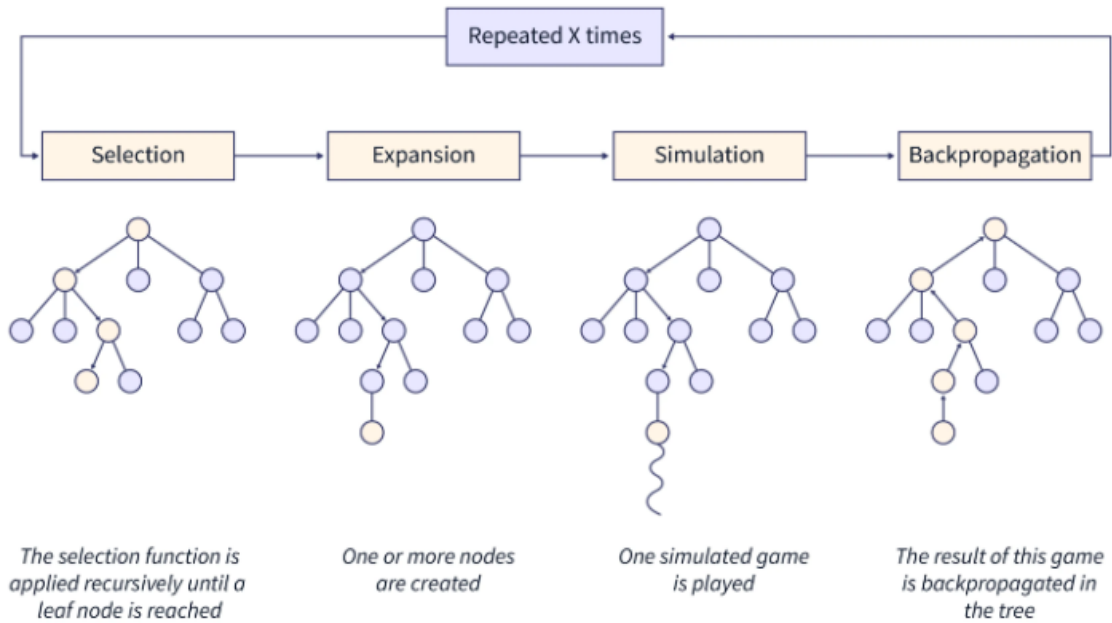 Repeated X times
Selection
Expansion
Simulation
Backpropagation
The selection function is
applied recursively until a
leaf node is reached
One or more nodes
are created
One simulated game
is played
The result of this game
is backpropagated in
the tree